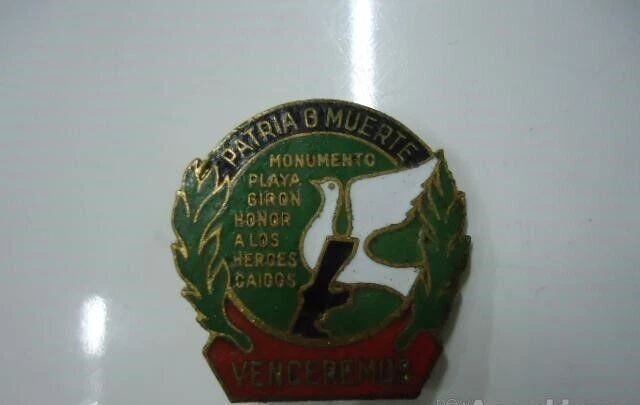 PATRIA O MUERTE
MONUMENTO
PLAYA
GIRON
HONOR
A LOS
HEROES
CAIDOS
VENCEREMOS